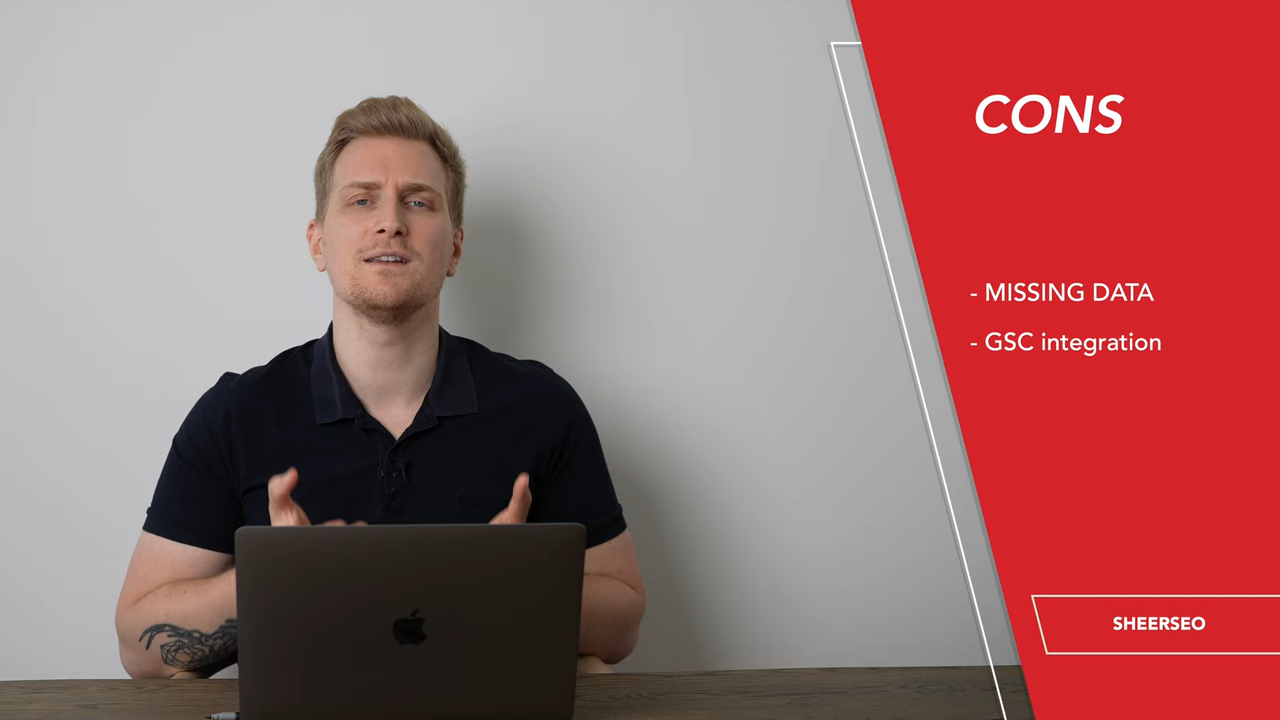 CONS
- MISSING DATA
- GSC integration
SHEERSEO